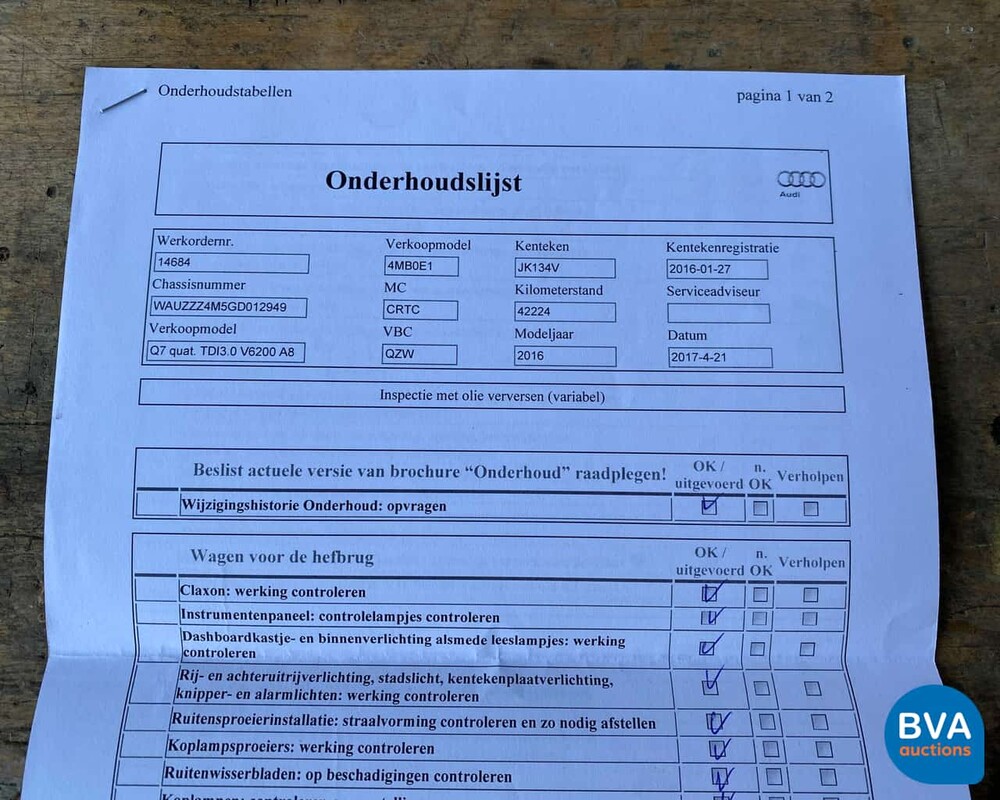 Onderhoudstabellen
pagina 1 van 2
Onderhoudslijst
Audi
Werkordernr.
Verkoopmodel
Kenteken
Kentekenregistratie
14684
4MB0E1
JK134V
2016-01-27
Chassisnummer
MC
Kilometerstand
Serviceadviseur
WAUZZZ4M5GD012949
CRTC
42224
Verkoopmodel
VBC
Modeljaar
Datum
Q7 quat. TDI3.0 V6200 A8
QZW
2016
2017-4-21
Inspectie met olie verversen (variabel)
Beslist actuele versie van brochure “Onderhoud” raadplegen!
OK /
uitgevoerd
n.
OK
Verholpen
Wijzigingshistorie Onderhoud: opvragen
Wagen voor de hefbrug
OK /
uitgevoerd
n.
OK
Verholpen
Claxon: werking controleren
Instrumentenpaneel: controlelampjes controleren
Dashboardkastje- en binnenverlichting alsmede leeslampjes: werking
controleren
Rij- en achteruitrijverlichting, stadslicht, kentekenplaatverlichting,
knipper- en alarmlichten: werking controleren
Ruitensproeierinstallatie: straalvorming controleren en zo nodig afstellen
Koplampsproeiers: werking controleren
Ruitenwisserbladen: op beschadigingen controleren
BVA
auctions